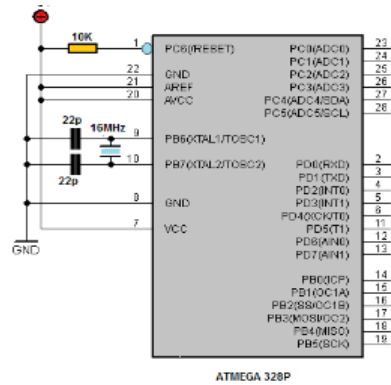 10K
1
PC6(/RESET)
22
GND
21
AREF
20
AVCC
22p
16MHz
9
PB6(XTAL1/TOSC1)
10
PB7(XTAL2/TOSC2)
22p
8
GND
7
VCC
GND
PC0(ADC0)
23
PC1(ADC1)
24
PC2(ADC2)
25
PC3(ADC3)
26
PC4(ADC4/SDA)
27
PC5(ADC5/SCL)
28
PD0(RXD)
2
PD1(TXD)
3
PD2(INT0)
4
PD3(INT1)
5
PD4(XCK/T0)
6
PD5(T1)
11
PD6(AIN0)
12
PD7(AIN1)
13
PB0(ICP)
14
PB1(OC1A)
15
PB2(SS/OC1B)
16
PB3(MOSI/OC2)
17
PB4(MISO)
18
PB5(SCK)
19
ATMEGA 328P